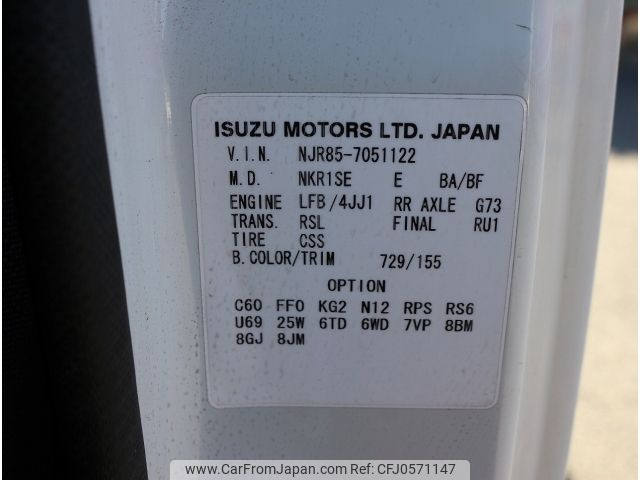 ISUZU MOTORS LTD. JAPAN
V.I.N. NJR85-7051122
M.D. NKR1SE E BA/BF
ENGINE LFB/4JJ1 RR AXLE G73
TRANS. RSL FINAL RU1
TIRE CSS
B.COLOR/TRIM 729/155
OPTION
C60 FF0 KG2 N12 RPS RS6
U69 25W 6TD 6WD 7VP 8BM
8GJ 8JM
www.CarFromJapan.com | REF:CFJ0571147